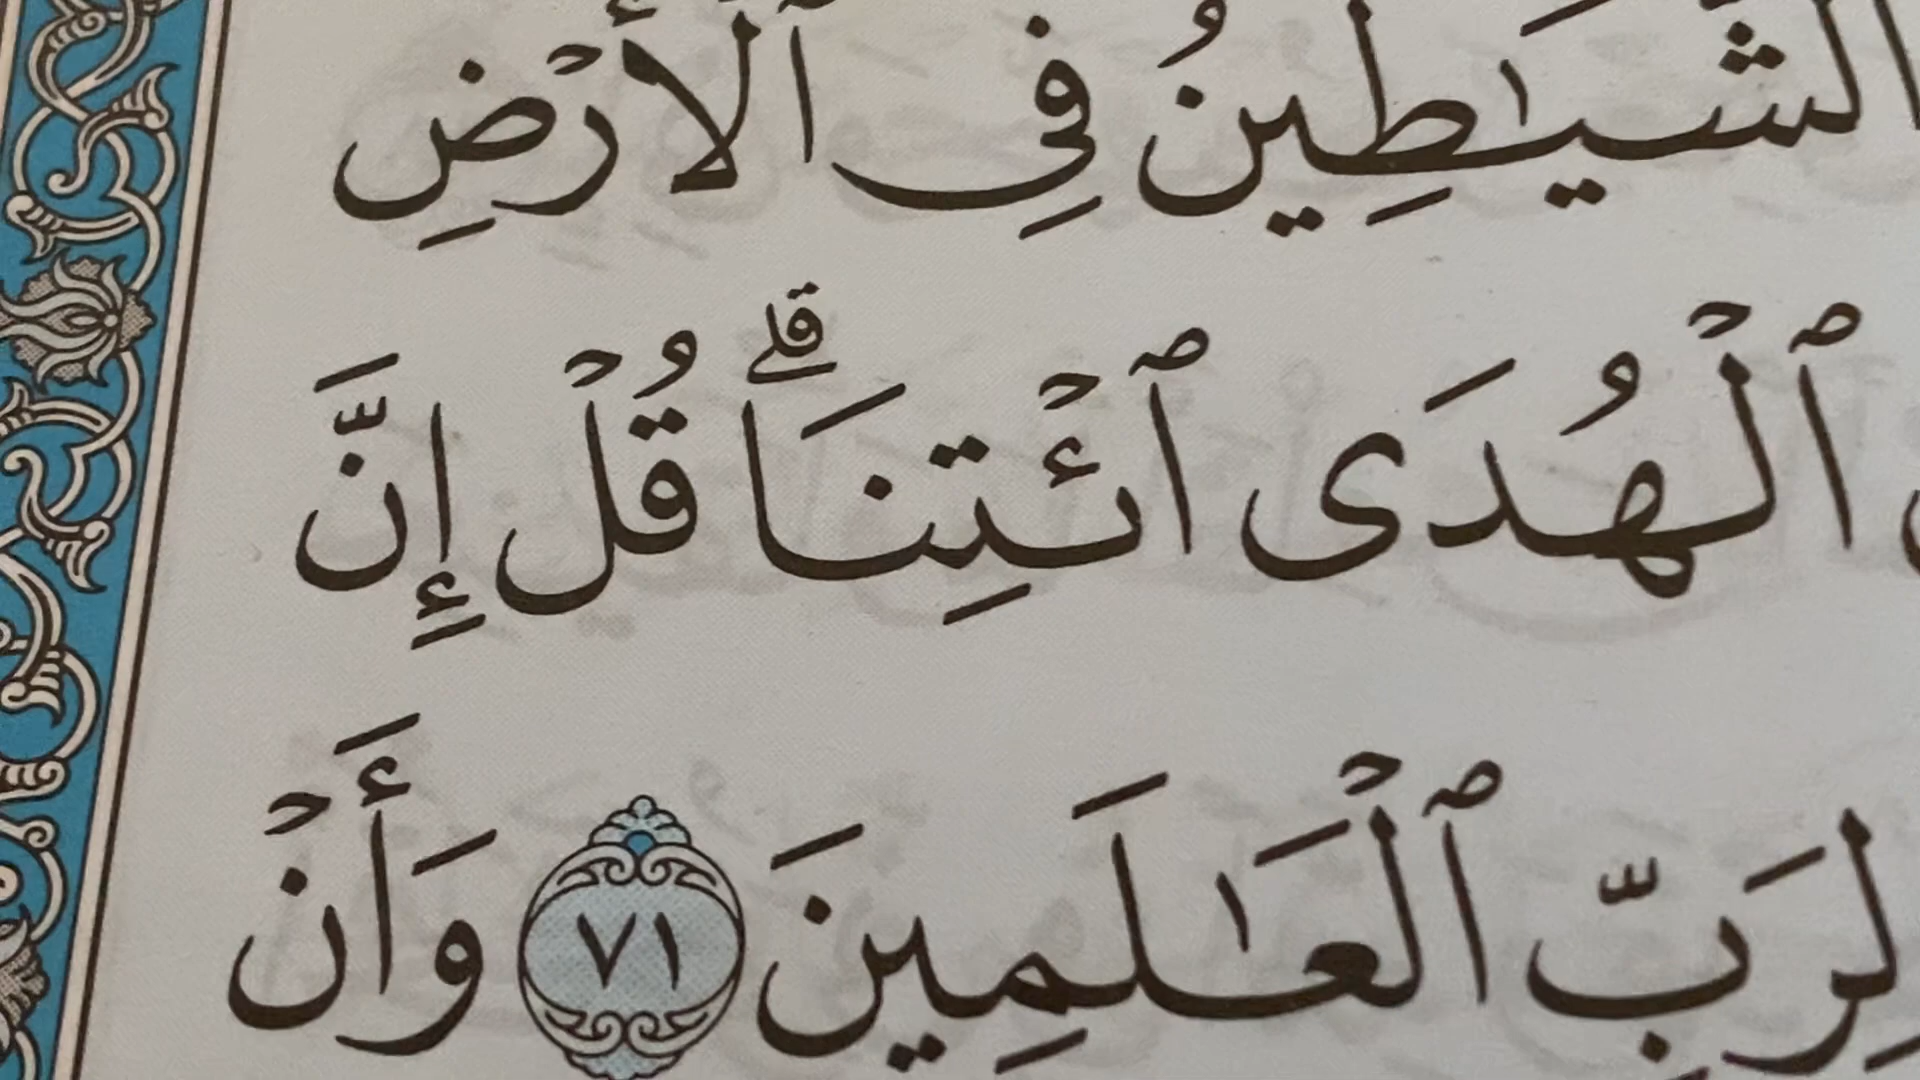 ٱلشَّيَـٰطِينُ فِى ٱلْأَرْضِ
ٱلْهُدَى ٱئْتِنَا ۗ قُلْ إِنَّ
لِرَبِّ ٱلْعَـٰلَمِينَ ٧١ وَأَنْ